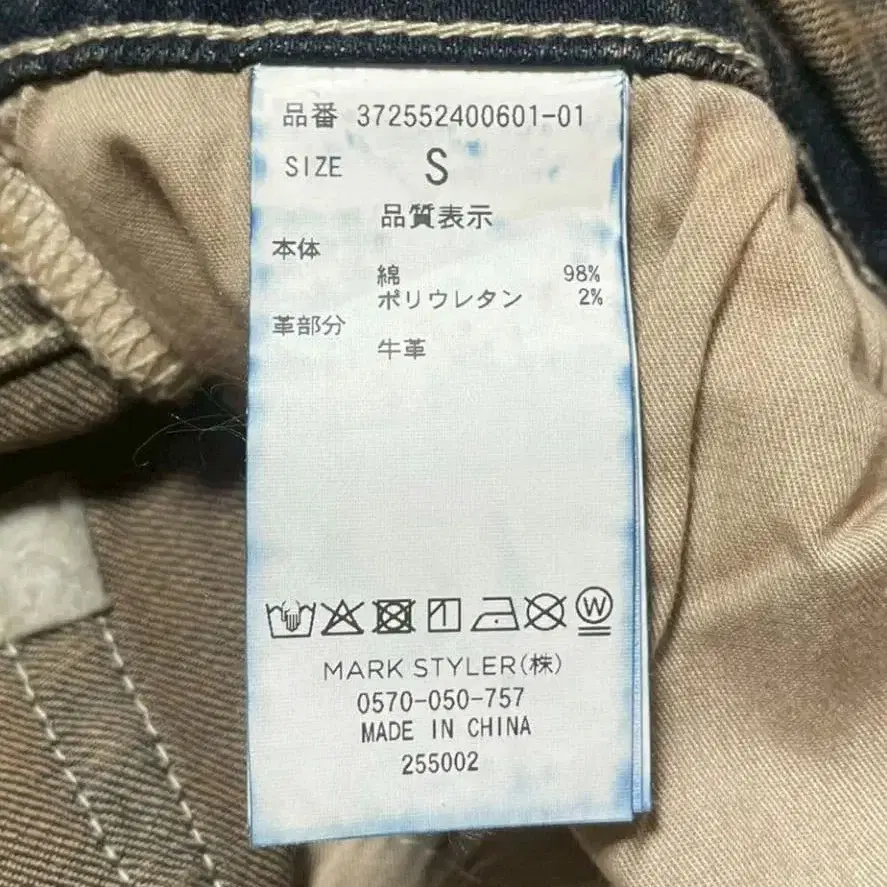 品番 372552400601-01
SIZE S
品質表示
本体
綿 98%
ポリウレタン 2%
革部分
牛革
W
MARK STYLER(株)
0570-050-757
MADE IN CHINA
255002